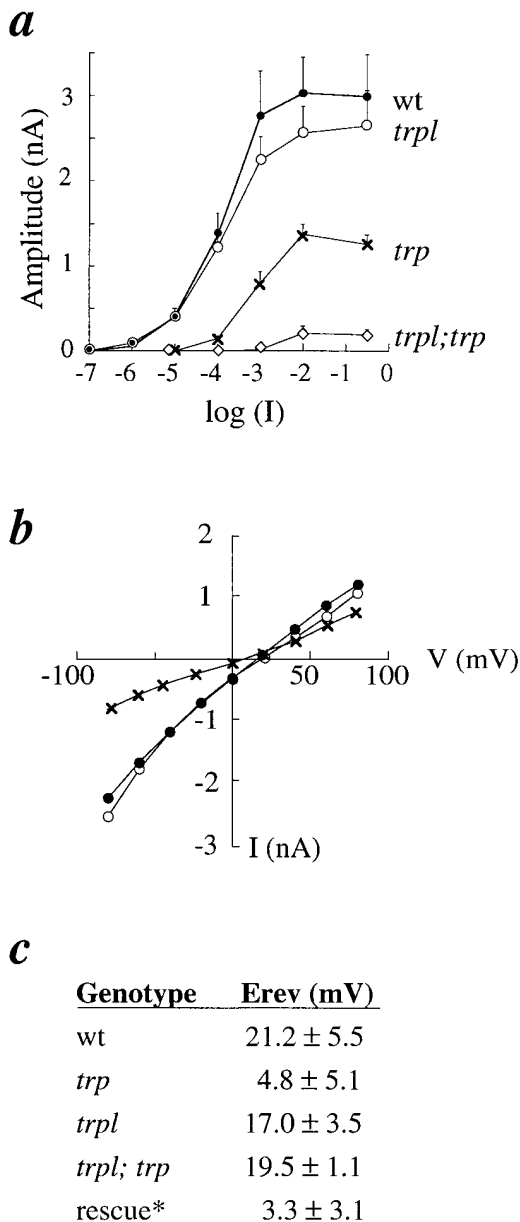 a
Amplitude (nA)
3
2
1
0
wt
trpl
trp
trpl;trp
-7 -6 -5 -4 -3 -2 -1 0
log (I)
b
2
1
V (mV)
-100 50 100
-1
-2
-3 I (nA)
c
Genotype Erev (mV)
wt 21.2 ± 5.5
trp 4.8 ± 5.1
trpl 17.0 ± 3.5
trpl; trp 19.5 ± 1.1
rescue* 3.3 ± 3.1